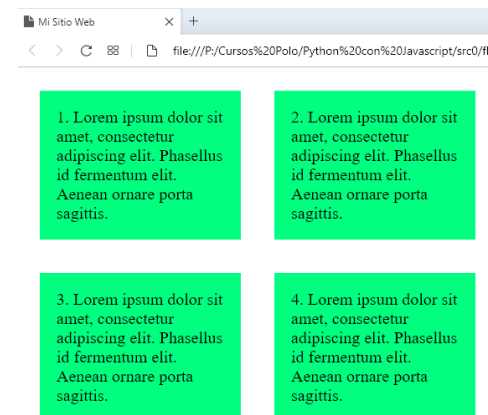 Mi Sitio Web
file:///P:/Cursos%20Polo/Python%20con%20Javascript/src0/fl
1. Lorem ipsum dolor sit
amet, consectetur
adipiscing elit. Phasellus
id fermentum elit.
Aenean ornare porta
sagittis.
2. Lorem ipsum dolor sit
amet, consectetur
adipiscing elit. Phasellus
id fermentum elit.
Aenean ornare porta
sagittis.
3. Lorem ipsum dolor sit
amet, consectetur
adipiscing elit. Phasellus
id fermentum elit.
Aenean ornare porta
sagittis.
4. Lorem ipsum dolor sit
amet, consectetur
adipiscing elit. Phasellus
id fermentum elit.
Aenean ornare porta
sagittis.